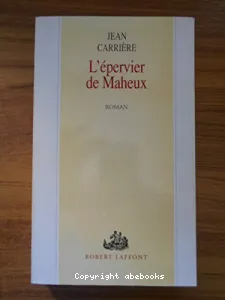 JEAN
CARRIÈRE
L'épervier
de Maheux
ROMAN
ROBERT LAFFONT
Copyright abebooks